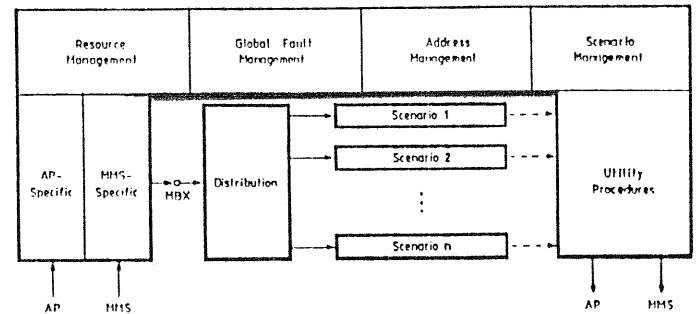 Resource
Management
Global Fault
Management
Address
Management
Scenario
Management
AP-
Specific
MMS-
Specific
MBX
Distribution
Scenario 1
Scenario 2
Scenario n
Utility
Procedures
AP
MMS
AP
MMS